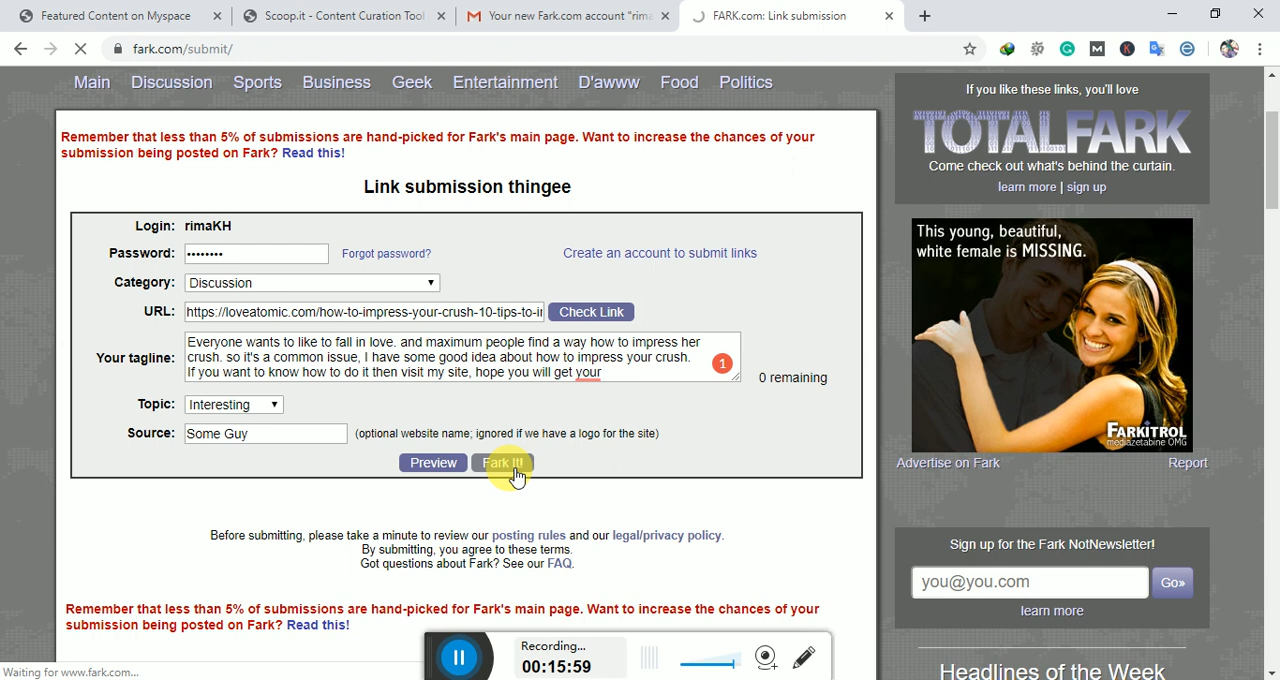 Featured Content on Myspace
Scoop.it - Content Curation Tool
Your new Fark.com account "rima
FARK.com: Link submission
fark.com/submit/
Main Discussion Sports Business Geek Entertainment D'awww Food Politics
Remember that less than 5% of submissions are hand-picked for Fark's main page. Want to increase the chances of your
submission being posted on Fark? Read this!
Link submission thingee
Login: rimaKH
Password: •••••••• Forgot password? Create an account to submit links
Category: Discussion
URL: https://loveatomic.com/how-to-impress-your-crush-10-tips-to-ir Check Link
Your tagline:
Everyone wants to like to fall in love. and maximum people find a way how to impress her
crush. so it's a common issue, I have some good idea about how to impress your crush.
If you want to know how to do it then visit my site, hope you will get your
1
0 remaining
Topic: Interesting
Source: Some Guy (optional website name; ignored if we have a logo for the site)
Preview Fark It!
Before submitting, please take a minute to review our posting rules and our legal/privacy policy.
By submitting, you agree to these terms.
Got questions about Fark? See our FAQ.
Remember that less than 5% of submissions are hand-picked for Fark's main page. Want to increase the chances of your
submission being posted on Fark? Read this!
If you like these links, you'll love
TOTALFARK
Come check out what's behind the curtain.
learn more | sign up
This young, beautiful,
white female is MISSING.
FARKITROL
mediazetabine OMG
Advertise on Fark Report
Sign up for the Fark NotNewsletter!
you@you.com Go»
learn more
Headlines of the Week
Recording...
00:15:59
Waiting for www.fark.com...